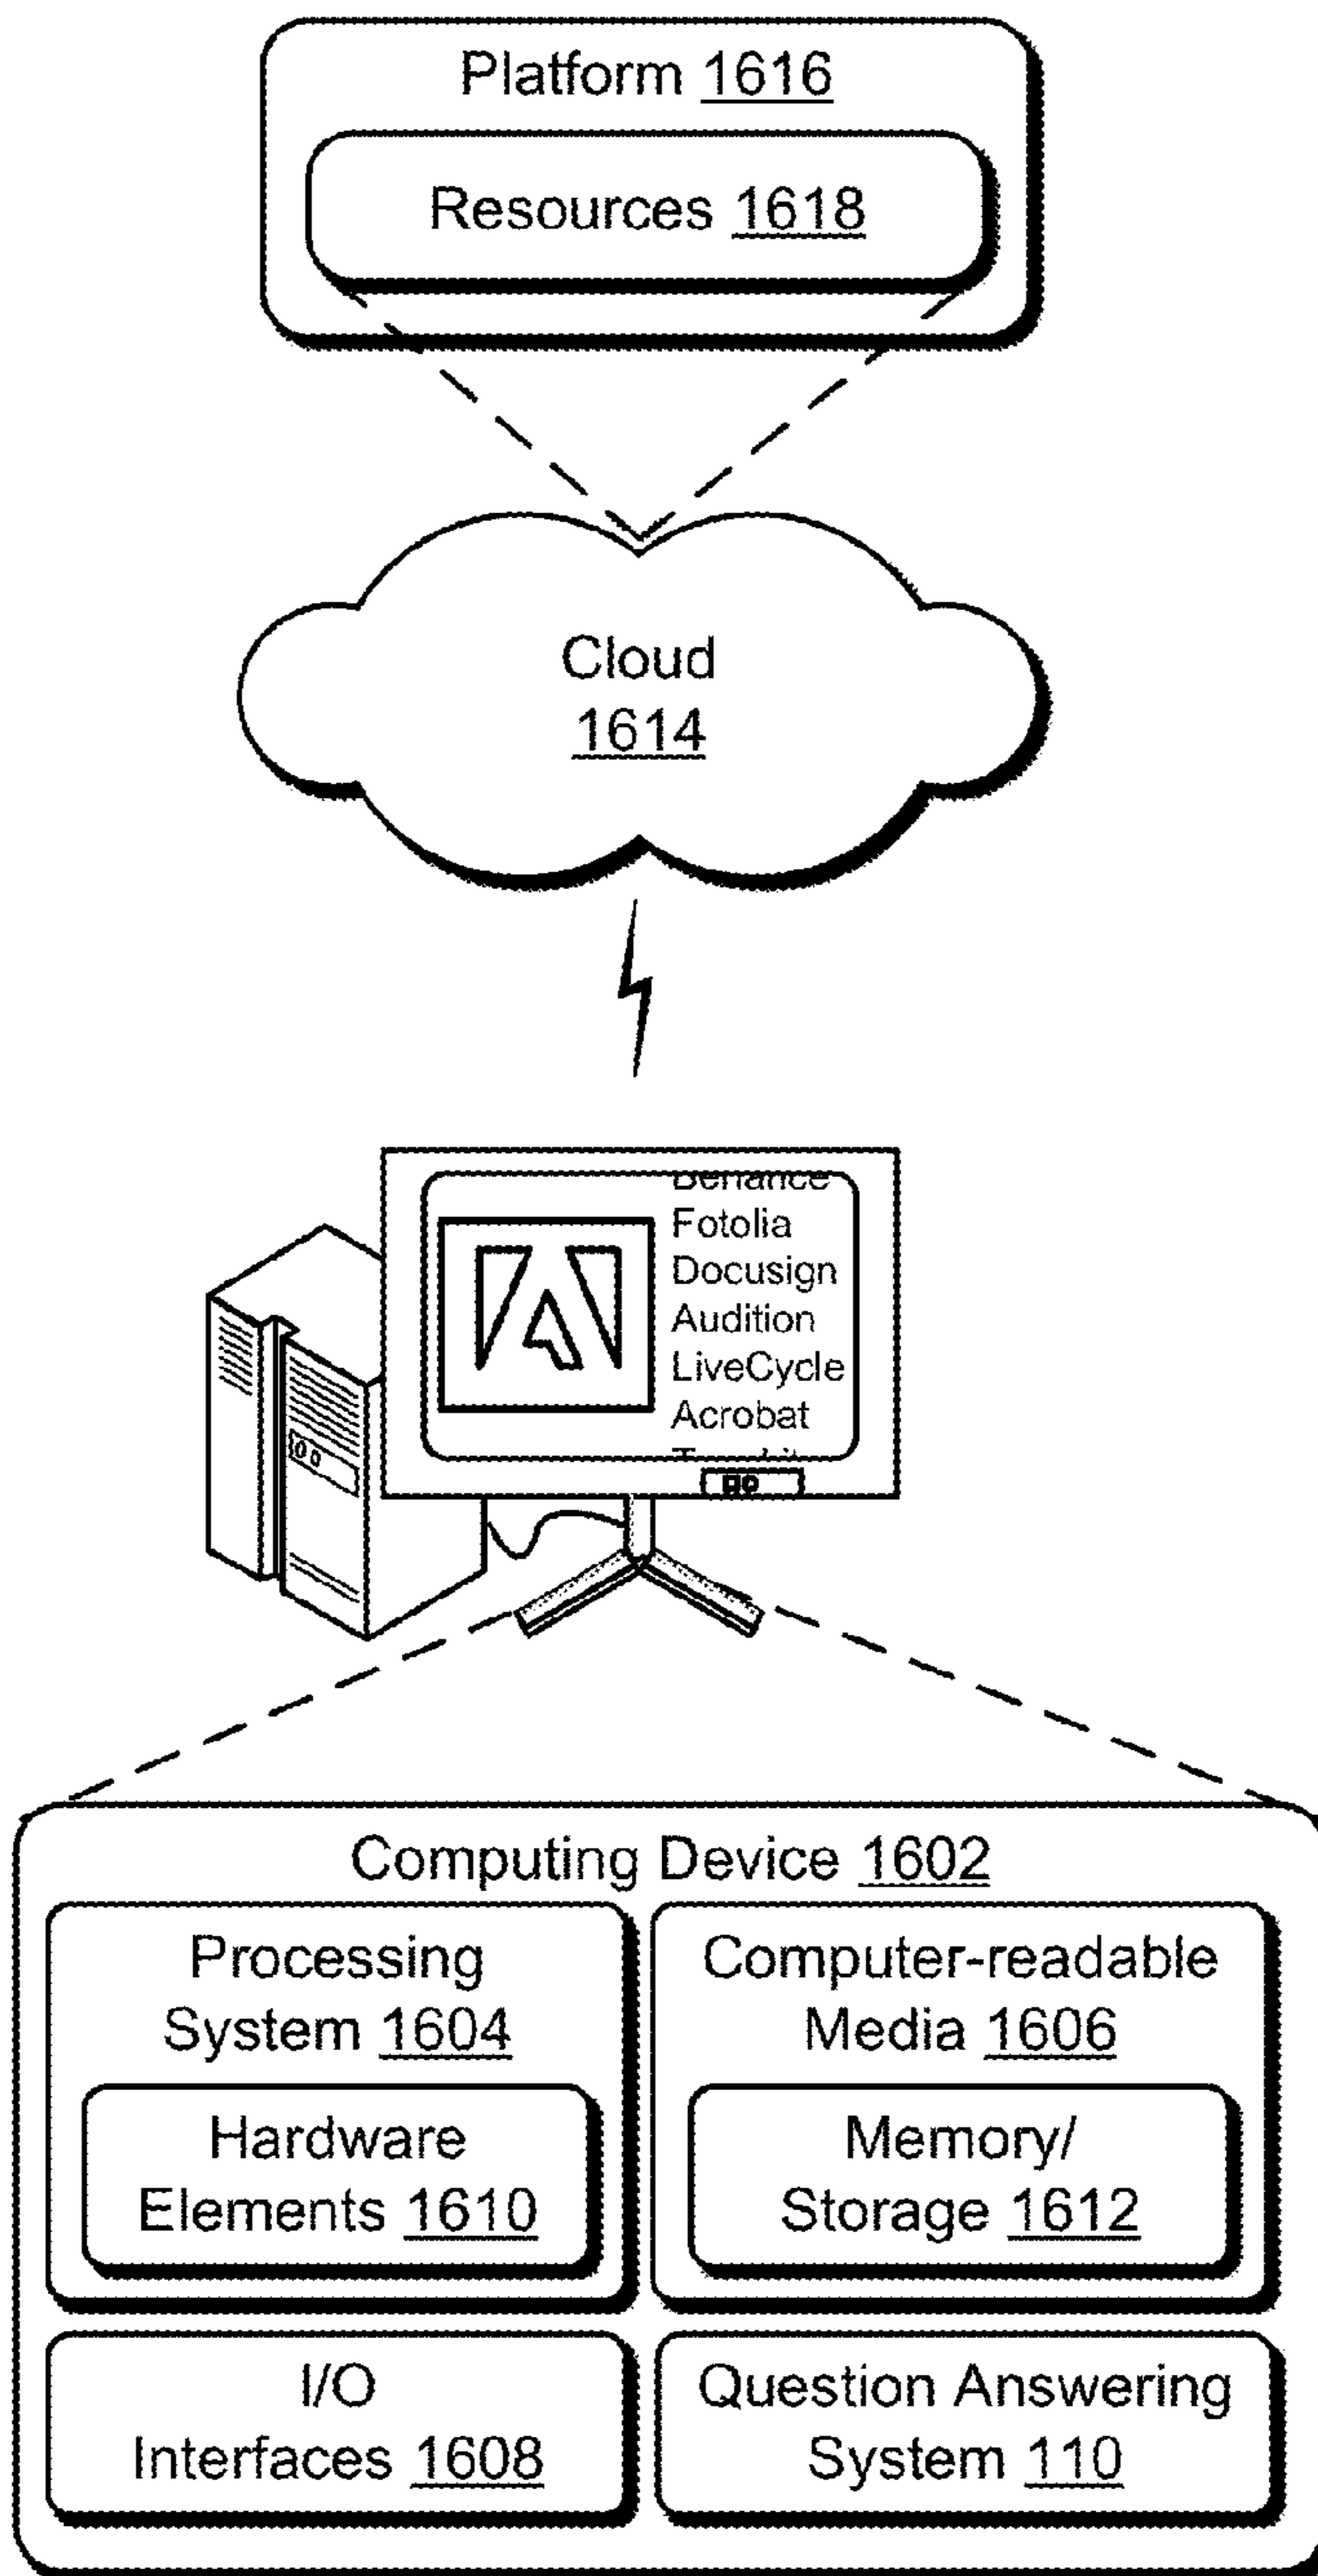 Platform 1616
Resources 1618
Cloud
1614
Fotolia
Docusign
Audition
LiveCycle
Acrobat
Computing Device 1602
Processing
System 1604
Hardware
Elements 1610
Computer-readable
Media 1606
Memory/
Storage 1612
I/O
Interfaces 1608
Question Answering
System 110